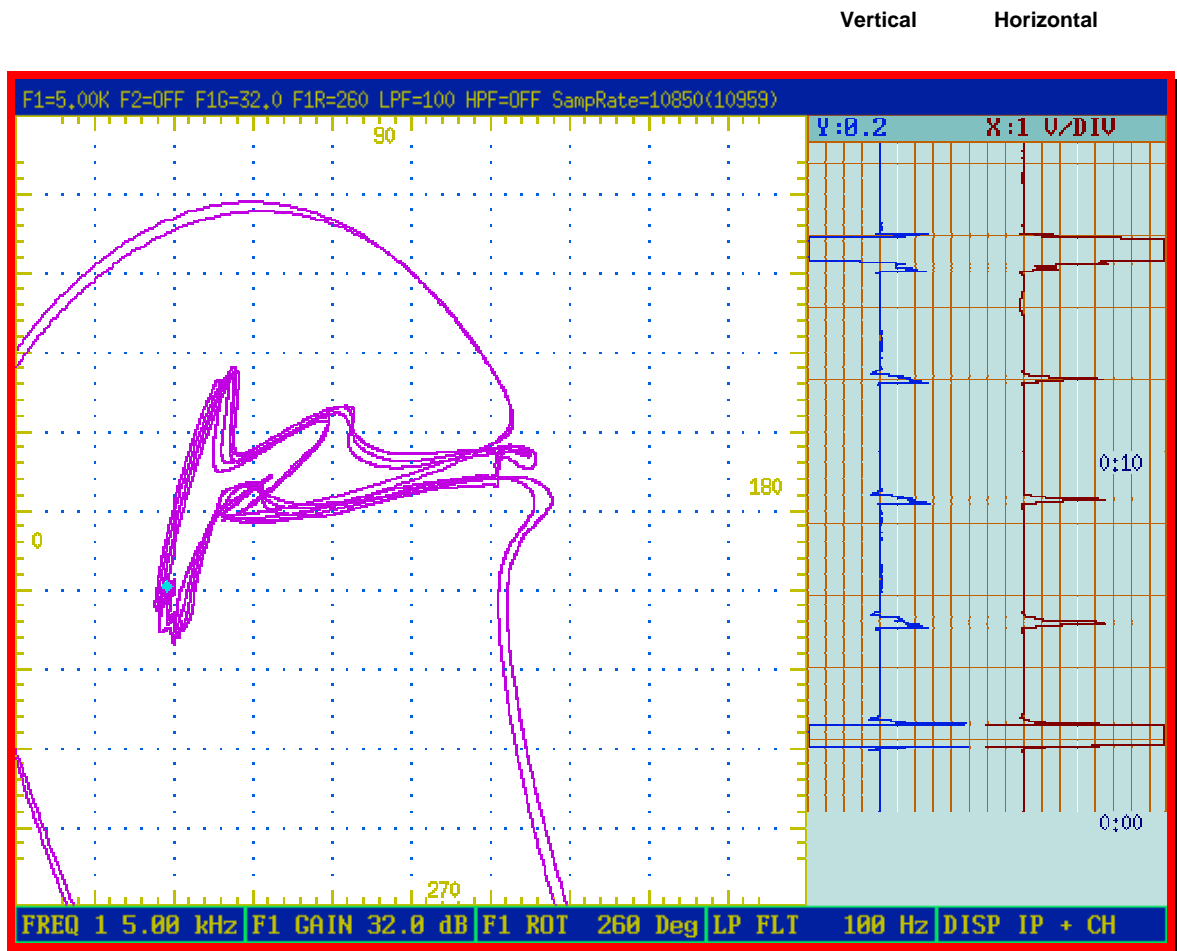 Vertical Horizontal
F1=5.00K F2=OFF F1G=32.0 F1R=260 LPF=100 HPF=OFF SampRate=10850(10959)
90
Y:0.2 X:1 V/DIV
0:10
180
0
0:00
270
FREQ 1 5.00 kHz F1 GAIN 32.0 dB F1 ROT 260 Deg LP FLT 100 Hz DISP IP + CH